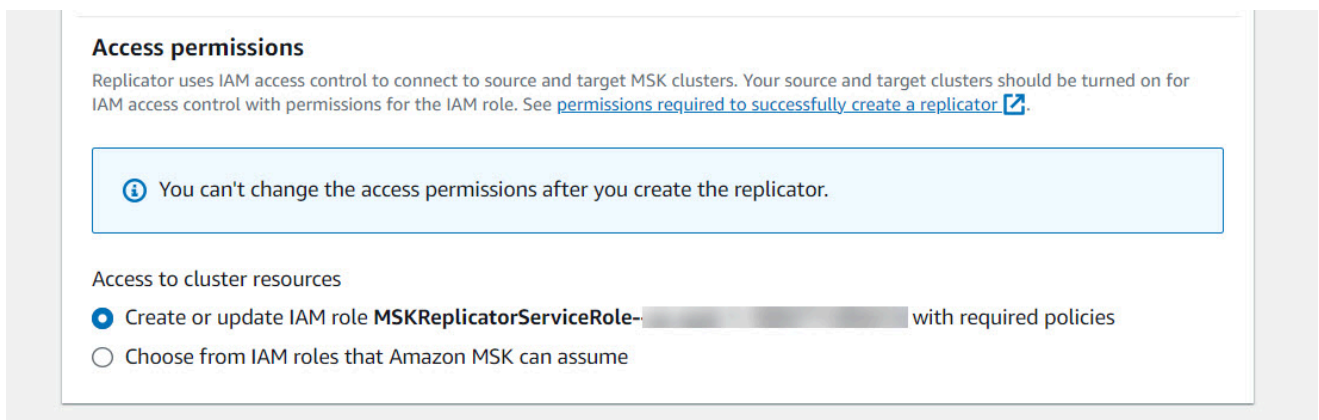 Access permissions
Replicator uses IAM access control to connect to source and target MSK clusters. Your source and target clusters should be turned on for
IAM access control with permissions for the IAM role. See permissions required to successfully create a replicator.
You can't change the access permissions after you create the replicator.
Access to cluster resources
Create or update IAM role MSKReplicatorServiceRole- with required policies
Choose from IAM roles that Amazon MSK can assume